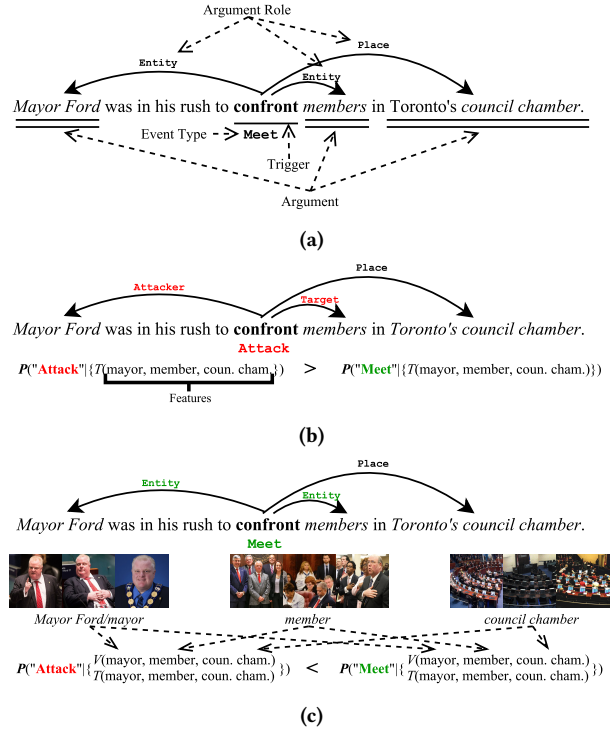 Argument Role
Place
Entity
Entity
Mayor Ford was in his rush to confront members in Toronto's council chamber.
Event Type
Meet
Trigger
Argument
(a)
Place
Attacker
Target
Mayor Ford was in his rush to confront members in Toronto's council chamber.
Attack
P("Attack"|{T(mayor, member, coun. cham.)}) > P("Meet"|{T(mayor, member, coun. cham.)})
Features
(b)
Place
Entity
Entity
Mayor Ford was in his rush to confront members in Toronto's council chamber.
Meet
Mayor Ford/mayor member council chamber
V(mayor, member, coun. cham.) V(mayor, member, coun. cham.)
P("Attack"|{ }) < P("Meet"|{ })
T(mayor, member, coun. cham.) T(mayor, member, coun. cham.)
(c)